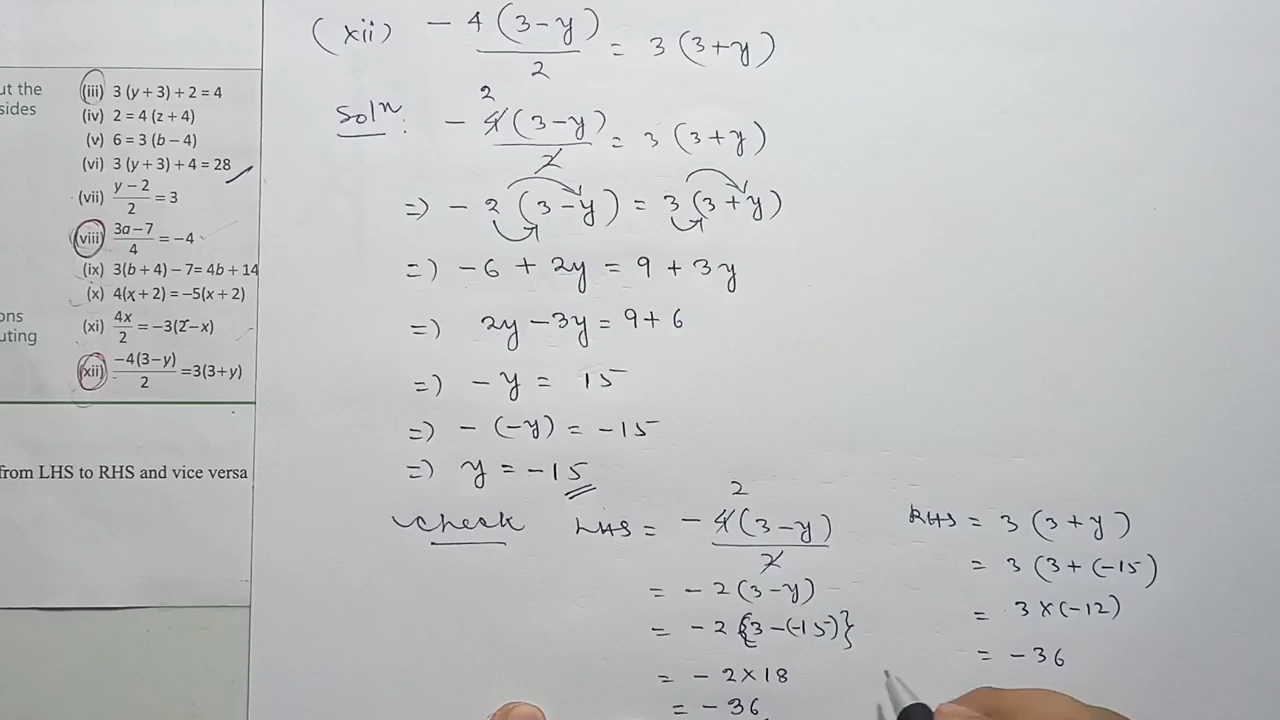 ut the
sides
(iii) 3 (y + 3) + 2 = 4
(iv) 2 = 4 (z + 4)
(v) 6 = 3 (b – 4)
(vi) 3 (y + 3) + 4 = 28
(vii) y – 2 / 2 = 3
(viii) 3a – 7 / 4 = –4
(ix) 3(b + 4) – 7 = 4b + 14
(x) 4(x + 2) = –5(x + 2)
ons
uting
(xi) 4x / 2 = –3(2 – x)
(xii) –4(3–y) / 2 =3(3+y)
from LHS to RHS and vice versa
(xii) – 4 (3 – y) / 2 = 3 (3 + y)
Solⁿ: – 4 (3 – y) / 2 = 3 (3 + y)
2
=) – 2 (3 – y) = 3 (3 + y)
=) – 6 + 2y = 9 + 3y
=) 2y – 3y = 9 + 6
=) – y = 15
=) – (–y) = –15
=) y = –15
Check
LHS = – 4 (3 – y) / 2
2
= – 2 (3 – y)
= – 2 {3 – (–15)}
= – 2 × 18
= – 36
RHS = 3 (3 + y)
= 3 (3 + (–15)
= 3 × (–12)
= – 36